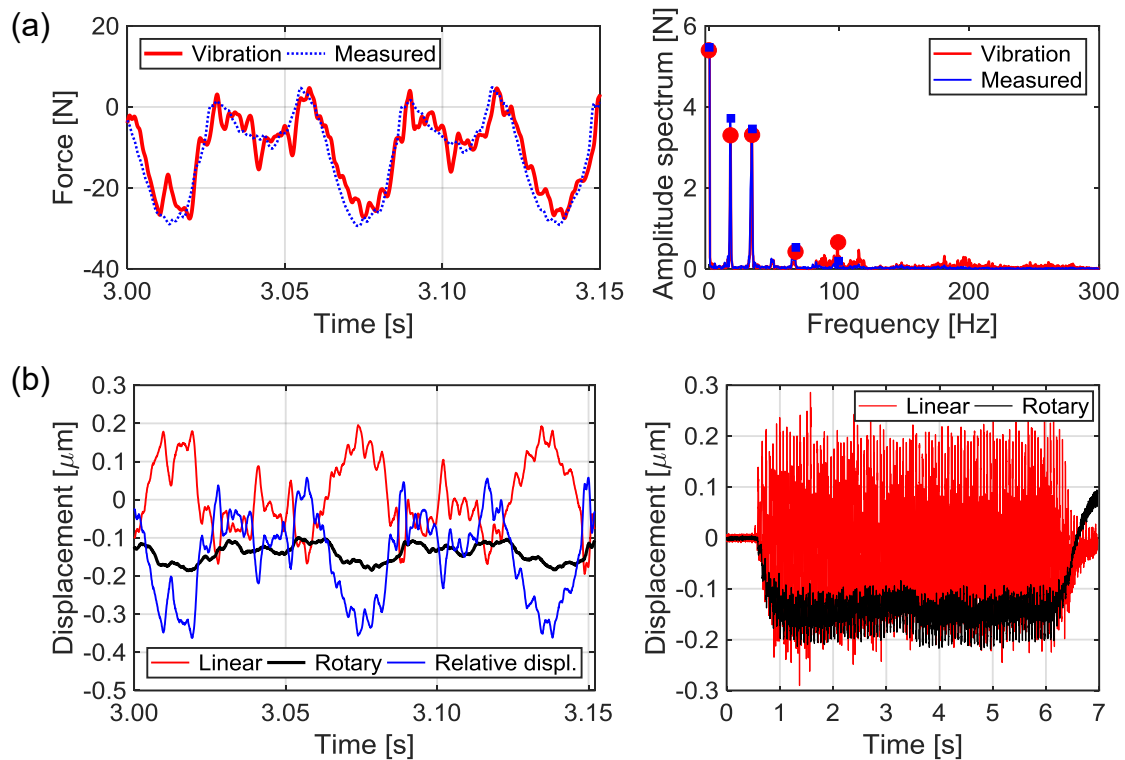 (a)
20
0
-20
-40
Force [N]
Vibration Measured
3.00 3.05 3.10 3.15
Time [s]
6
4
2
0
Amplitude spectrum [N]
Vibration
Measured
0 100 200 300
Frequency [Hz]
(b)
0.3
0.2
0.1
0
-0.1
-0.2
-0.3
-0.4
-0.5
Displacement [μm]
Linear Rotary Relative displ.
3.00 3.05 3.10 3.15
Time [s]
0.3
0.2
0.1
0
-0.1
-0.2
-0.3
Displacement [μm]
Linear Rotary
0 1 2 3 4 5 6 7
Time [s]